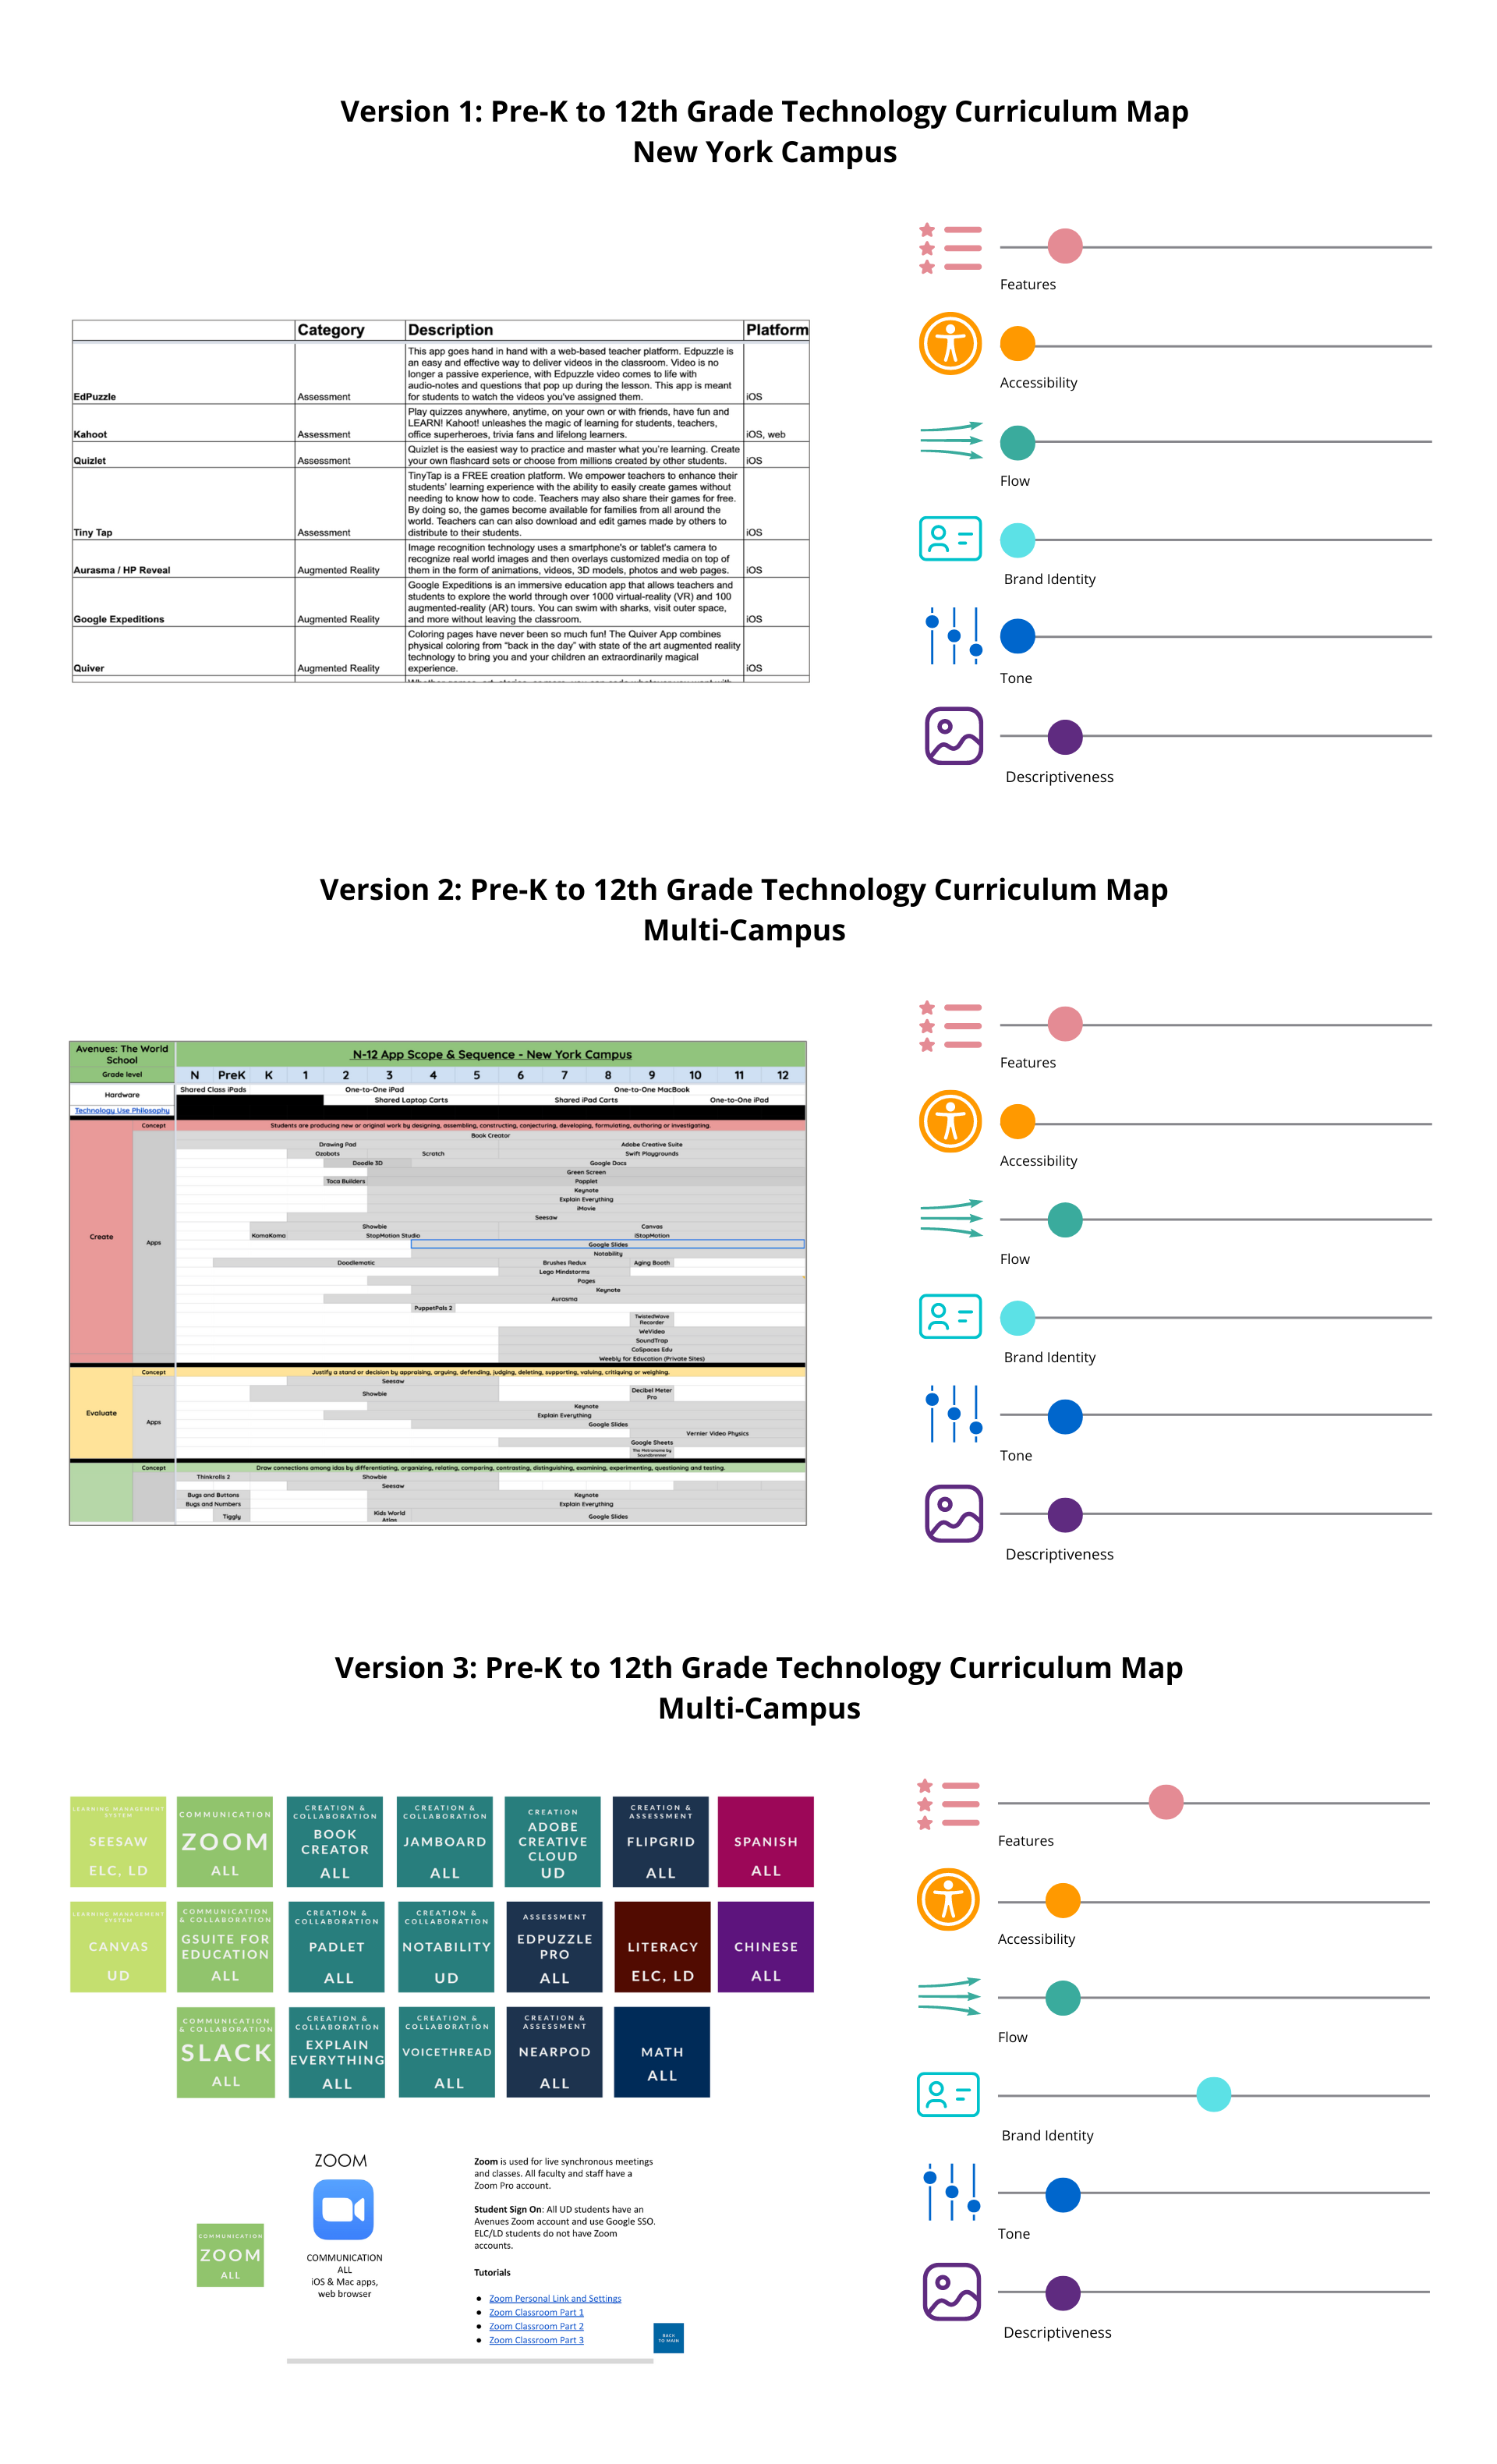 Version 1: Pre-K to 12th Grade Technology Curriculum Map
New York Campus
Category Description Platform
EdPuzzle Assessment This app goes hand in hand with a web-based teacher platform. Edpuzzle is
an easy and effective way to deliver videos in the classroom. Video is no
longer a passive experience, with Edpuzzle video comes to life with
audio-notes and questions that pop up during the lesson. This app is meant
for students to watch the videos you've assigned them. iOS
Kahoot Assessment Play quizzes anywhere, anytime, on your own or with friends, have fun and
LEARN! Kahoot! unleashes the magic of learning for students, teachers,
office superheroes, trivia fans and lifelong learners. iOS, web
Quizlet Assessment Quizlet is the easiest way to practice and master what you're learning. Create
your own flashcard sets or choose from millions created by other students. iOS
Tiny Tap Assessment TinyTap is a FREE creation platform. We empower teachers to enhance their
students' learning experience with the ability to easily create games without
needing to know how to code. Teachers may also share their games for free.
By doing so, the games become available for families from all around the
world. Teachers can can also download and edit games made by others to
distribute to their students. iOS
Aurasma / HP Reveal Augmented Reality Image recognition technology uses a smartphone's or tablet's camera to
recognize real world images and then overlays customized media on top of
them in the form of animations, videos, 3D models, photos and web pages. iOS
Google Expeditions Augmented Reality Google Expeditions is an immersive education app that allows teachers and
students to explore the world through over 1000 virtual-reality (VR) and 100
augmented-reality (AR) tours. You can swim with sharks, visit outer space,
and more without leaving the classroom. iOS
Quiver Augmented Reality Coloring pages have never been so much fun! The Quiver App combines
physical coloring from "back in the day" with state of the art augmented reality
technology to bring you and your children an extraordinarily magical
experience. iOS
Features
Accessibility
Flow
Brand Identity
Tone
Descriptiveness
Version 2: Pre-K to 12th Grade Technology Curriculum Map
Multi-Campus
Avenues: The World
School
N-12 App Scope & Sequence - New York Campus
Grade level N PreK K 1 2 3 4 5 6 7 8 9 10 11 12
Hardware Shared Class iPads One-to-One iPad One-to-One MacBook
Shared Laptop Carts Shared iPad Carts One-to-One iPad
Technology Use Philosophy
Create Concept Students are producing new or original work by designing, assembling, constructing, conjecturing, developing, formulating, authoring or investigating.
Apps
Book Creator
Drawing Pad Adobe Creative Suite
Ozobots Scratch Swift Playgrounds
Doodle 3D Google Docs
Green Screen
Toca Builders Popplet
Keynote
Explain Everything
iMovie
Seesaw
Showbie Canvas
KomaKoma StopMotion Studio iStopMotion
Google Slides
Notability
Doodlematic Brushes Redux Aging Booth
Lego Mindstorms
Pages
Keynote
Aurasma
PuppetPals 2
TwistedWave
Recorder
WeVideo
SoundTrap
CoSpaces Edu
Weebly for Education (Private Sites)
Evaluate Concept Justify a stand or decision by appraising, arguing, defending, judging, deleting, supporting, valuing, critiquing or weighing.
Apps
Seesaw
Showbie Decibel Meter
Pro
Keynote
Explain Everything
Google Slides
Vernier Video Physics
Google Sheets
The Metronome by
Soundbrenner
Concept Draw connections among idas by differentiating, organizing, relating, comparing, contrasting, distinguishing, examining, experimenting, questioning and testing.
Thinkrolls 2 Showbie
Seesaw
Bugs and Buttons Keynote
Bugs and Numbers Explain Everything
Tiggly Kids World
Atlas Google Slides
Features
Accessibility
Flow
Brand Identity
Tone
Descriptiveness
Version 3: Pre-K to 12th Grade Technology Curriculum Map
Multi-Campus
LEARNING MANAGEMENT
SYSTEM
SEESAW
ELC, LD
COMMUNICATION
ZOOM
ALL
CREATION &
COLLABORATION
BOOK
CREATOR
ALL
CREATION &
COLLABORATION
JAMBOARD
ALL
CREATION
ADOBE
CREATIVE
CLOUD
UD
CREATION &
ASSESSMENT
FLIPGRID
ALL
SPANISH
ALL
LEARNING MANAGEMENT
SYSTEM
CANVAS
UD
COMMUNICATION
& COLLABORATION
GSUITE FOR
EDUCATION
ALL
CREATION &
COLLABORATION
PADLET
ALL
CREATION &
COLLABORATION
NOTABILITY
UD
ASSESSMENT
EDPUZZLE
PRO
ALL
LITERACY
ELC, LD
CHINESE
ALL
COMMUNICATION
& COLLABORATION
SLACK
ALL
CREATION &
COLLABORATION
EXPLAIN
EVERYTHING
ALL
CREATION &
COLLABORATION
VOICETHREAD
ALL
CREATION &
ASSESSMENT
NEARPOD
ALL
MATH
ALL
COMMUNICATION
ZOOM
ALL
ZOOM
COMMUNICATION
ALL
iOS & Mac apps,
web browser
Zoom is used for live synchronous meetings
and classes. All faculty and staff have a
Zoom Pro account.
Student Sign On: All UD students have an
Avenues Zoom account and use Google SSO.
ELC/LD students do not have Zoom
accounts.
Tutorials
● Zoom Personal Link and Settings
● Zoom Classroom Part 1
● Zoom Classroom Part 2
● Zoom Classroom Part 3
BACK
TO MAIN
Features
Accessibility
Flow
Brand Identity
Tone
Descriptiveness